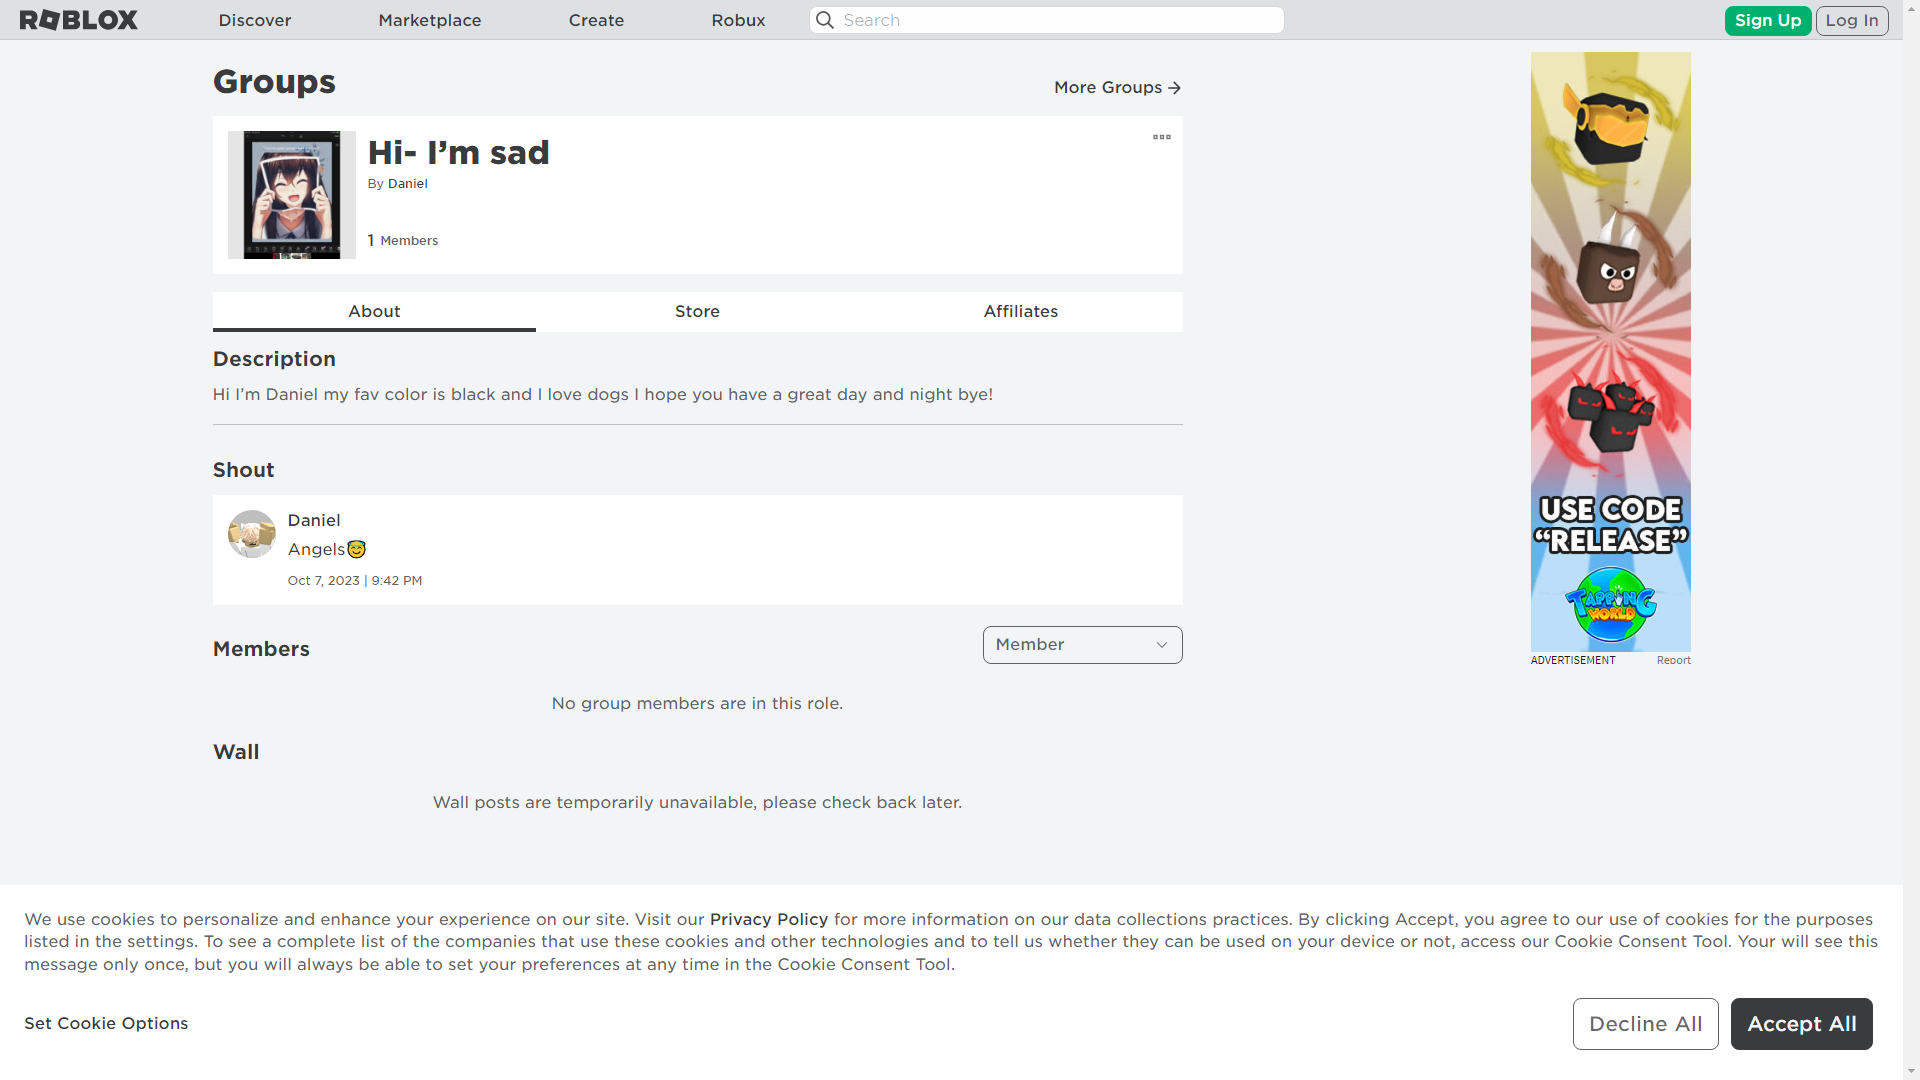 ROBLOX
Discover
Marketplace
Create
Robux
Search
Sign Up
Log In
Groups
More Groups
Hi- I’m sad
By Daniel
1 Members
About
Store
Affiliates
Description
Hi I’m Daniel my fav color is black and I love dogs I hope you have a great day and night bye!
Shout
Daniel
Angels😇
Oct 7, 2023 | 9:42 PM
Members
Member
No group members are in this role.
Wall
Wall posts are temporarily unavailable, please check back later.
USE CODE
“RELEASE”
TAPPING
WORLD
ADVERTISEMENT
Report
We use cookies to personalize and enhance your experience on our site. Visit our Privacy Policy for more information on our data collections practices. By clicking Accept, you agree to our use of cookies for the purposes
listed in the settings. To see a complete list of the companies that use these cookies and other technologies and to tell us whether they can be used on your device or not, access our Cookie Consent Tool. Your will see this
message only once, but you will always be able to set your preferences at any time in the Cookie Consent Tool.
Set Cookie Options
Decline All
Accept All